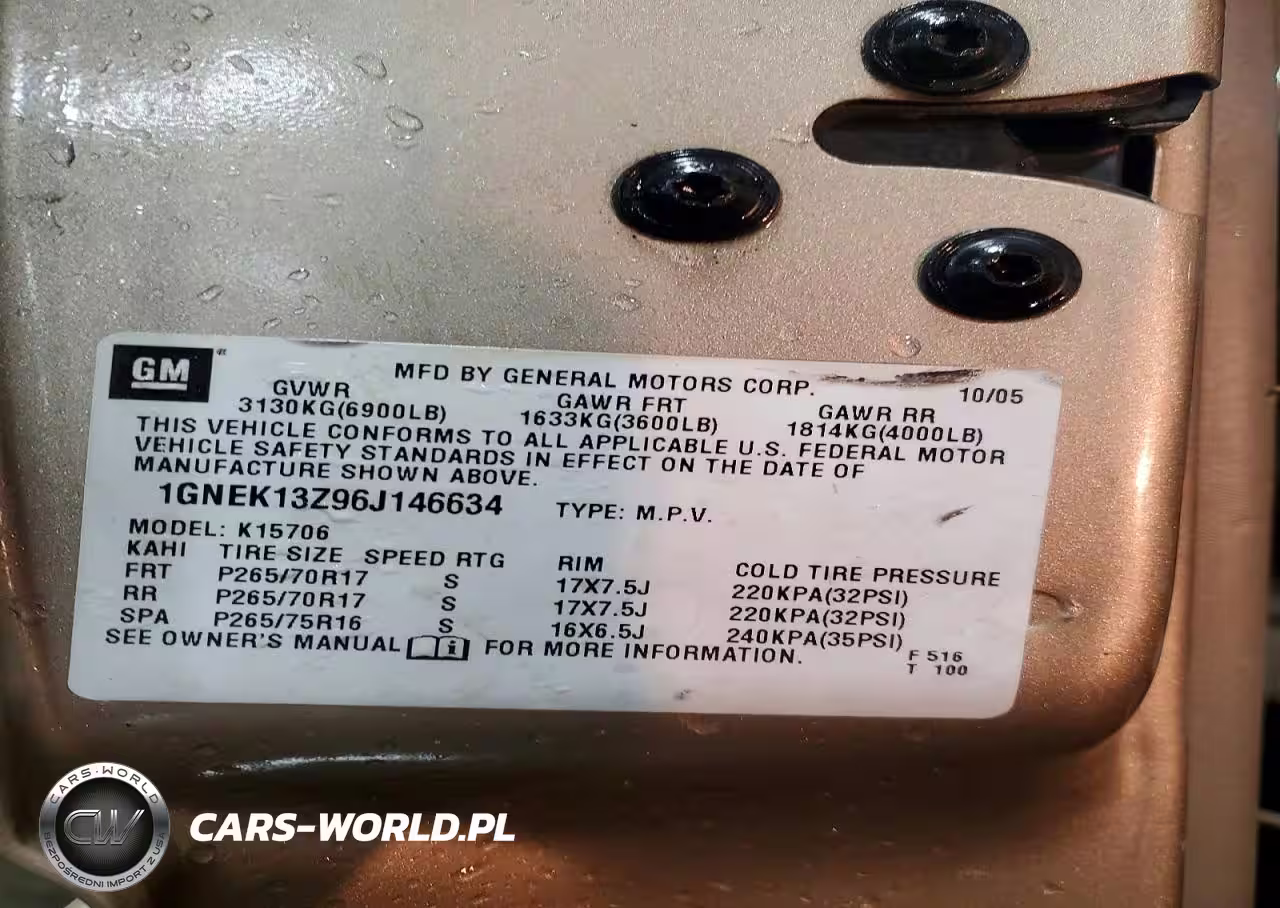 GM
MFD BY GENERAL MOTORS CORP. 10/05
GVWR GAWR FRT GAWR RR
3130KG(6900LB) 1633KG(3600LB) 1814KG(4000LB)
THIS VEHICLE CONFORMS TO ALL APPLICABLE U.S. FEDERAL MOTOR
VEHICLE SAFETY STANDARDS IN EFFECT ON THE DATE OF
MANUFACTURE SHOWN ABOVE.
1GNEK13Z96J146634 TYPE: M.P.V.
MODEL: K15706
KAHI TIRE SIZE SPEED RTG RIM COLD TIRE PRESSURE
FRT P265/70R17 S 17X7.5J 220KPA(32PSI)
RR P265/70R17 S 17X7.5J 220KPA(32PSI)
SPA P265/75R16 S 16X6.5J 240KPA(35PSI)
SEE OWNER'S MANUAL FOR MORE INFORMATION.
F 516
T 100
CARS-WORLD
CW
BEZPOŚREDNI IMPORT Z USA
CARS-WORLD.PL